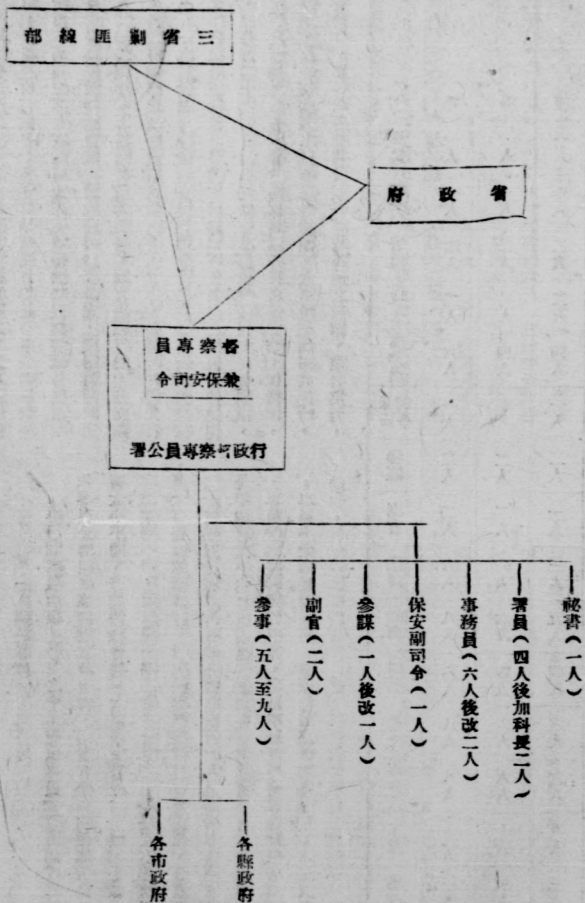 三省剿匪線部
省政府
督察專員
兼保安司令
行政督察專員公署
祕書(一人)
署員(四人後加科長二人)
事務員(六人後改二人)
保安副司令(一人)
參謀(一人後改一人)
副官(二人)
參事(五人至九人)
各縣政府
各市政府